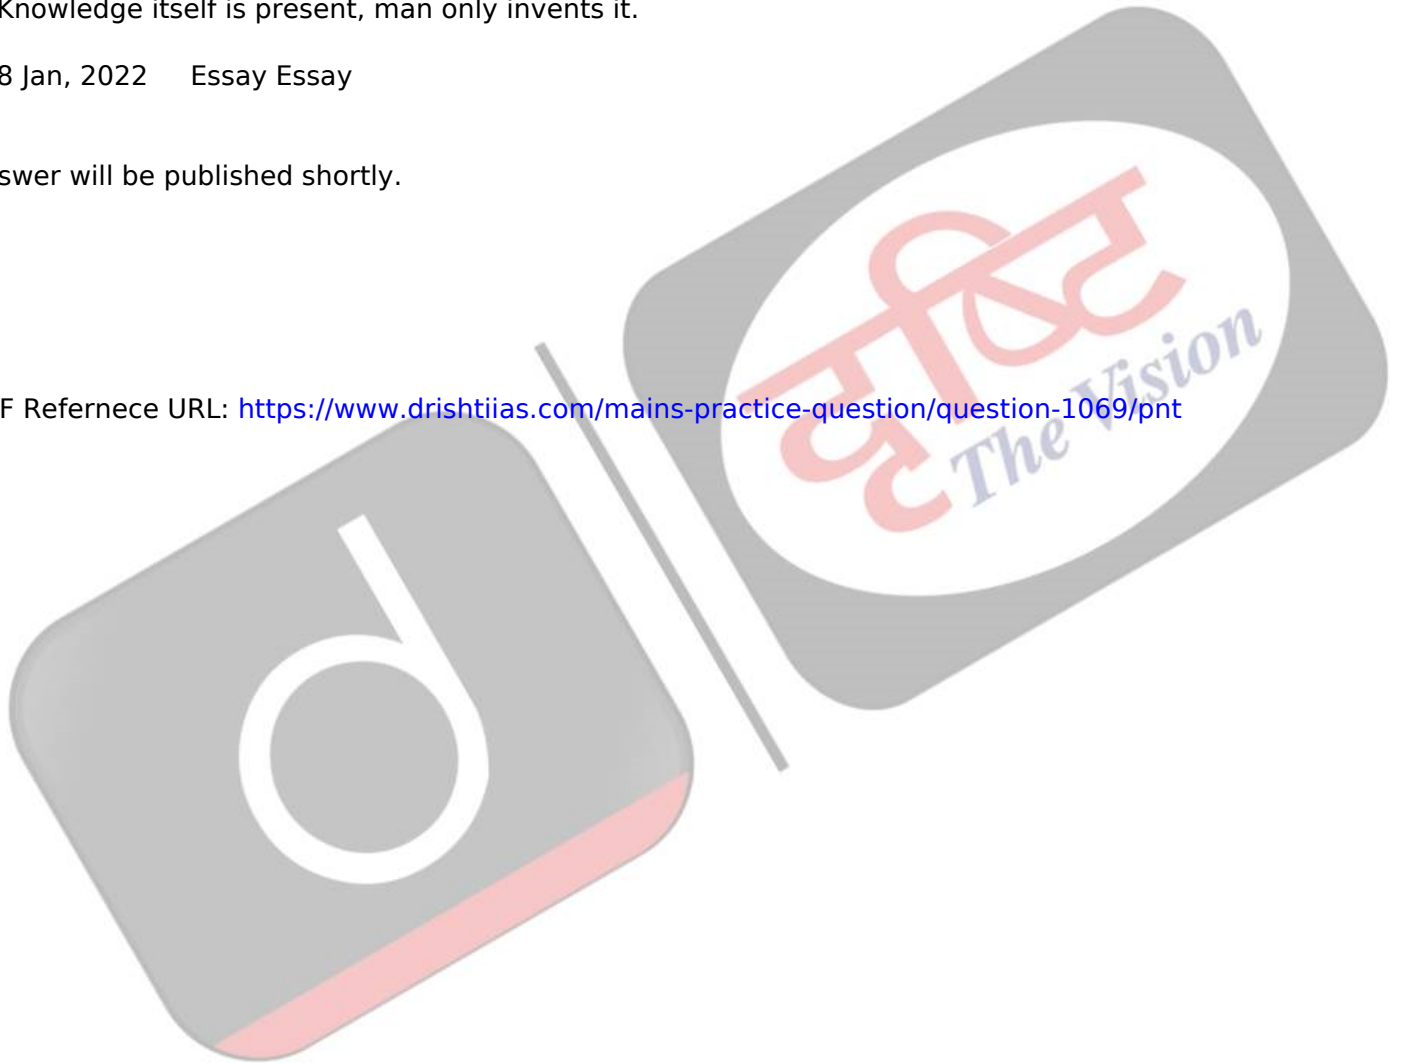 Knowledge itself is present, man only invents it.
8 Jan, 2022 Essay Essay
swer will be published shortly.
F Refernece URL: https://www.drishtiias.com/mains-practice-question/question-1069/pnt
d
दृष्टि
The Vision